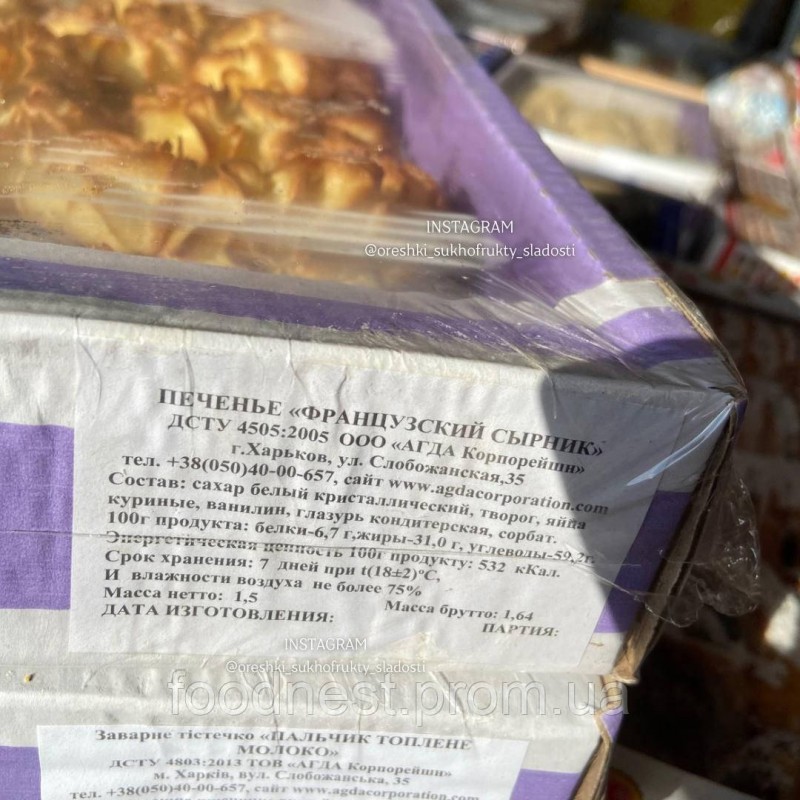 INSTAGRAM
@oreshki_sukhofrukty_sladosti
ПЕЧЕНЬЕ «ФРАНЦУЗСКИЙ СЫРНИК»
ДСТУ 4505:2005 ООО «АГДА Корпорейшн»
г.Харьков, ул. Слобожанская,35
тел. +38(050)40-00-657, сайт www.agdacorporation.com
Состав: сахар белый кристаллический, творог, яйца
куриные, ванилин, глазурь кондитерская, сорбат.
100г продукта: белки-6,7 г,жиры-31,0 г, углеводы-59,2г.
Энергетическая ценность 100г продукту: 532 кКал.
Срок хранения: 7 дней при t(18±2)°С,
И влажности воздуха не более 75%
Масса нетто: 1,5 Масса брутто: 1,64
ДАТА ИЗГОТОВЛЕНИЯ: ПАРТИЯ:
INSTAGRAM
@oreshki_sukhofrukty_sladosti
foodnest.prom.ua
Заварне тістечко «ПАЛЬЧИК ТОПЛЕНЕ
МОЛОКО»
ДСТУ 4803:2013 ТОВ «АГДА Корпорейшн»
м. Харків, вул. Слобожанська, 35
тел. +38(050)40-00-657, сайт www.agdacorporation.com